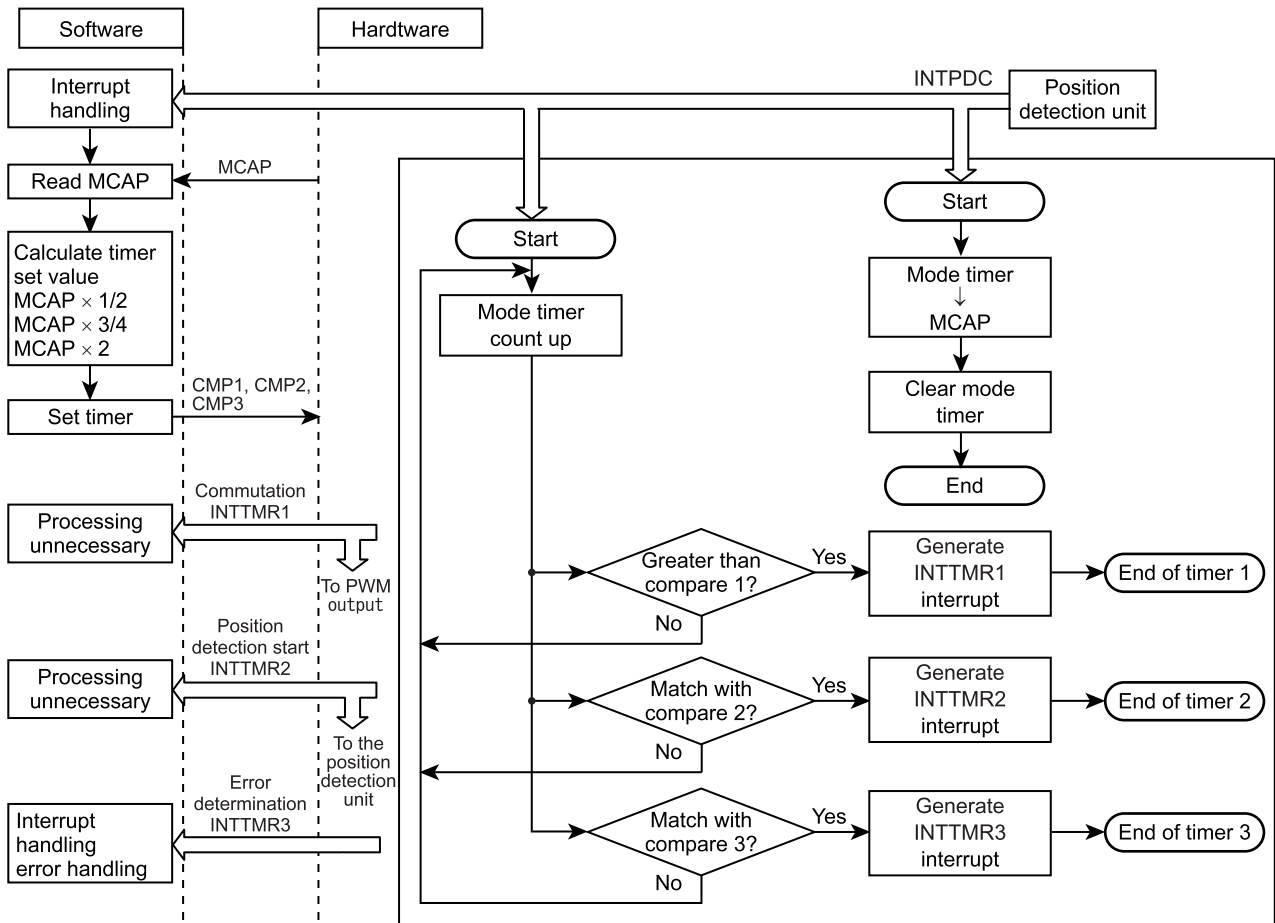 Software
Hardtware
Interrupt
handling
INTPDC
Position
detection unit
Read MCAP
MCAP
Calculate timer
set value
MCAP × 1/2
MCAP × 3/4
MCAP × 2
Set timer
CMP1, CMP2,
CMP3
Start
Mode timer
count up
Start
Mode timer
↓
MCAP
Clear mode
timer
End
Commutation
INTTMR1
Processing
unnecessary
To PWM
output
Greater than
compare 1?
Yes
No
Generate
INTTMR1
interrupt
End of timer 1
Position
detection start
INTTMR2
Processing
unnecessary
To the
position
detection
unit
Match with
compare 2?
Yes
No
Generate
INTTMR2
interrupt
End of timer 2
Error
determination
INTTMR3
Interrupt
handling
error handling
Match with
compare 3?
Yes
No
Generate
INTTMR3
interrupt
End of timer 3